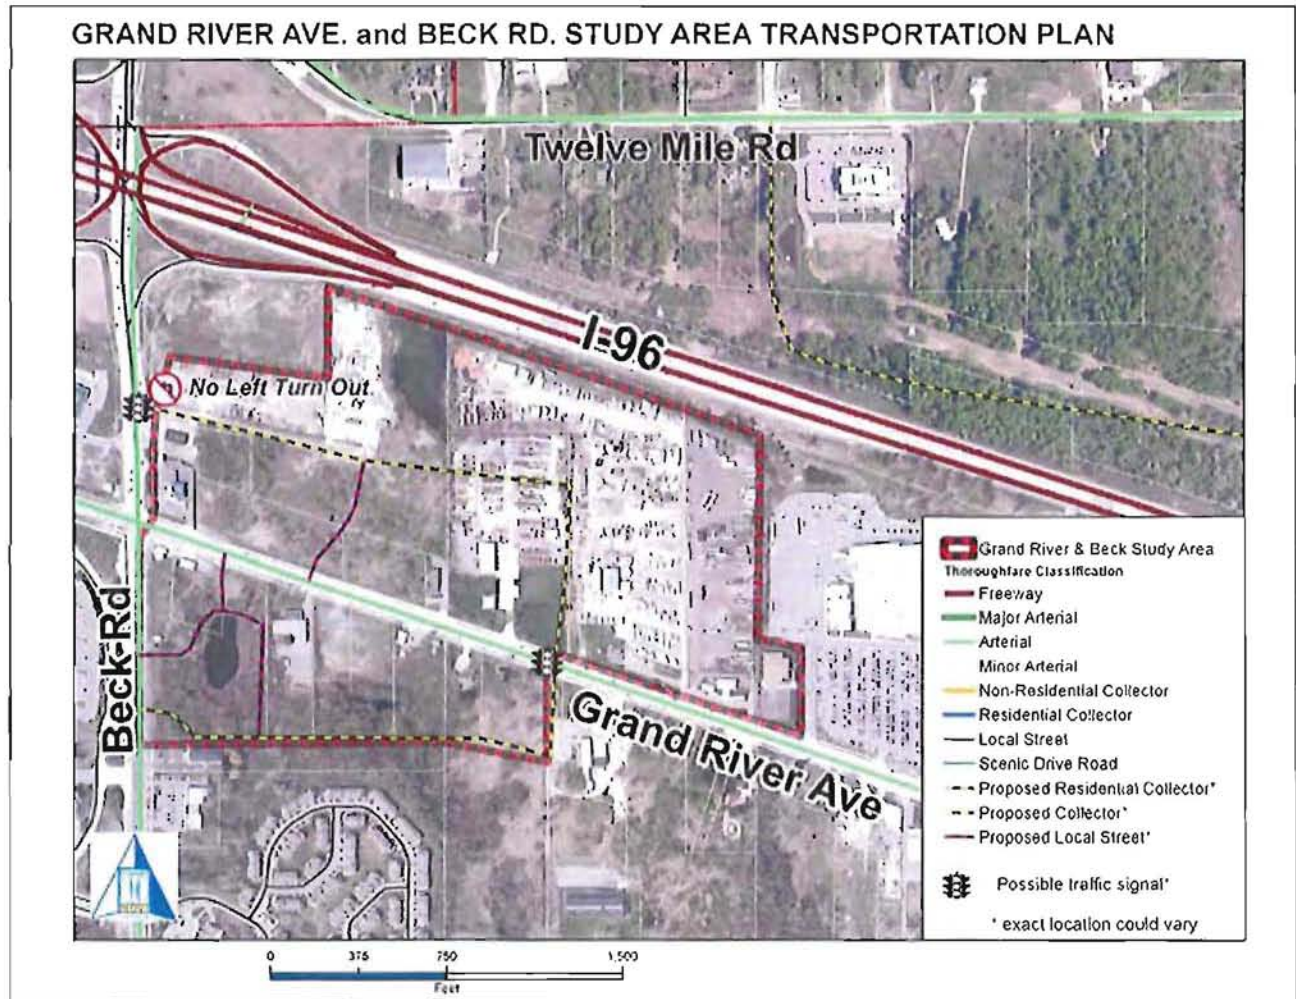 GRAND RIVER AVE. and BECK RD. STUDY AREA TRANSPORTATION PLAN
Twelve Mile Rd
I-96
No Left Turn Out
Beck Rd
Grand River Ave
Grand River & Beck Study Area
Thoroughfare Classification
Freeway
Major Arterial
Arterial
Minor Arterial
Non-Residential Collector
Residential Collector
Local Street
Scenic Drive Road
Proposed Residential Collector*
Proposed Collector*
Proposed Local Street*
Possible traffic signal*
* exact location could vary
0 375 750 1,500
Feet